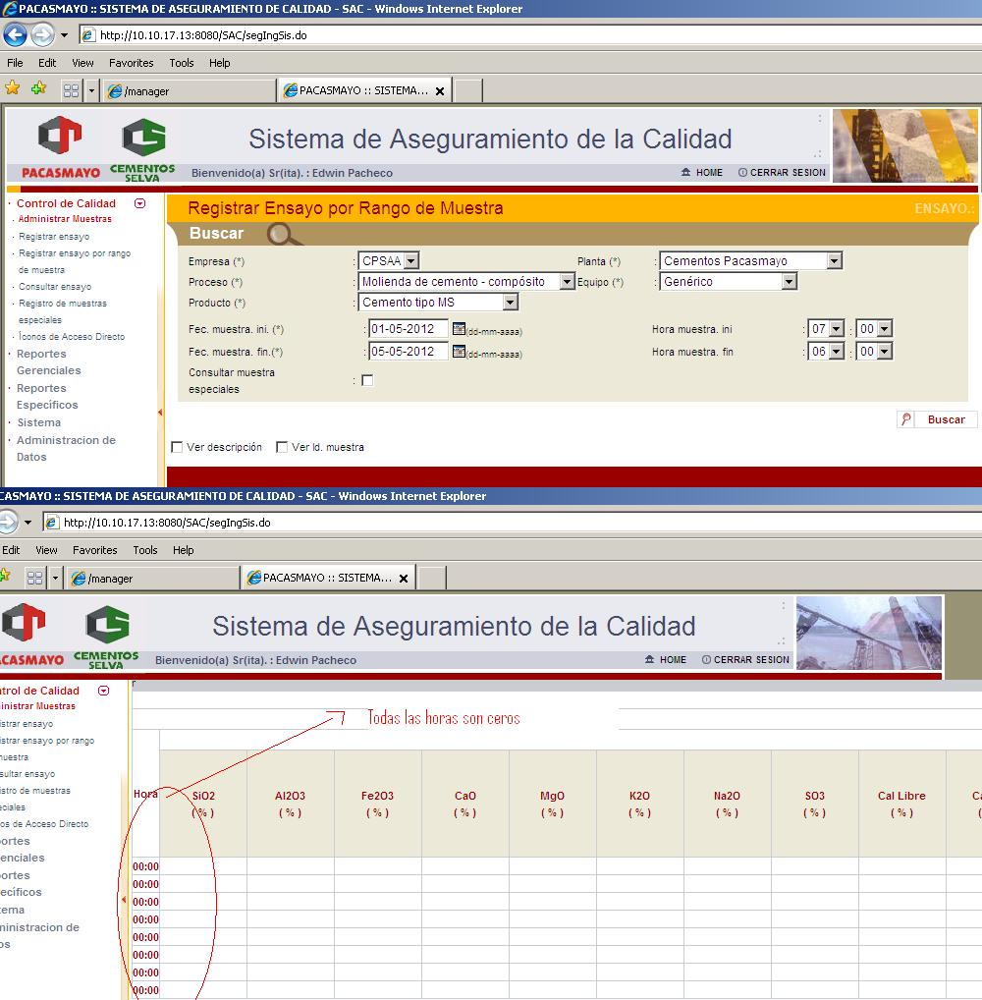 PACASMAYO :: SISTEMA DE ASEGURAMIENTO DE CALIDAD - SAC - Windows Internet Explorer
http://10.10.17.13:8080/SAC/segIngSis.do
File Edit View Favorites Tools Help
/manager PACASMAYO :: SISTEMA...
Sistema de Aseguramiento de la Calidad
PACASMAYO CEMENTOS SELVA
Bienvenido(a) Sr(ita). : Edwin Pacheco HOME CERRAR SESION
Control de Calidad
Administrar Muestras
Registrar ensayo
Registrar ensayo por rango
de muestra
Consultar ensayo
Registro de muestras
especiales
Íconos de Acceso Directo
Reportes
Gerenciales
Reportes
Específicos
Sistema
Administracion de
Datos
Registrar Ensayo por Rango de Muestra ENSAYO.:
Buscar
Empresa (*) : CPSAA Planta (*) : Cementos Pacasmayo
Proceso (*) : Molienda de cemento - compósito Equipo (*) : Genérico
Producto (*) : Cemento tipo MS
Fec. muestra. ini. (*) : 01-05-2012 (dd-mm-aaaa) Hora muestra. ini : 07 : 00
Fec. muestra. fin.(*) : 05-05-2012 (dd-mm-aaaa) Hora muestra. fin : 06 : 00
Consultar muestra
especiales :
Buscar
Ver descripción Ver Id. muestra
CASMAYO :: SISTEMA DE ASEGURAMIENTO DE CALIDAD - SAC - Windows Internet Explorer
http://10.10.17.13:8080/SAC/segIngSis.do
Edit View Favorites Tools Help
/manager PACASMAYO :: SISTEMA...
Sistema de Aseguramiento de la Calidad
CASMAYO CEMENTOS SELVA
Bienvenido(a) Sr(ita). : Edwin Pacheco HOME CERRAR SESION
trol de Calidad
inistrar Muestras
istrar ensayo
istrar ensayo por rango
muestra
sultar ensayo
istro de muestras
eciales
os de Acceso Directo
portes
enciales
portes
ecíficos
tema
ministracion de
os
Todas las horas son ceros
Hora SiO2 Al2O3 Fe2O3 CaO MgO K2O Na2O SO3 Cal Libre Ca
( % ) ( % ) ( % ) ( % ) ( % ) ( % ) ( % ) ( % ) ( % )
00:00
00:00
00:00
00:00
00:00
00:00
00:00
00:00